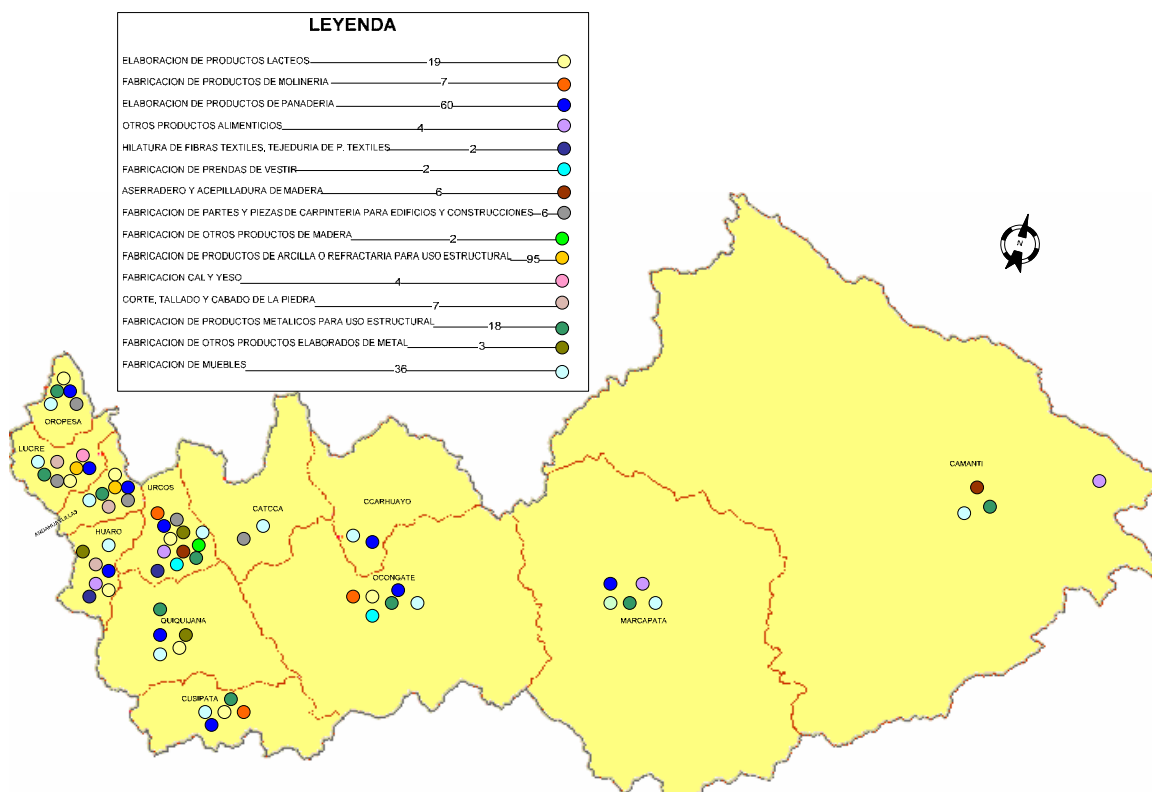 LEYENDA
ELABORACION DE PRODUCTOS LACTEOS 19
FABRICACION DE PRODUCTOS DE MOLINERIA 7
ELABORACION DE PRODUCTOS DE PANADERIA 60
OTROS PRODUCTOS ALIMENTICIOS 4
HILATURA DE FIBRAS TEXTILES, TEJEDURIA DE P. TEXTILES 2
FABRICACION DE PRENDAS DE VESTIR 2
ASERRADERO Y ACEPILLADURA DE MADERA 6
FABRICACION DE PARTES Y PIEZAS DE CARPINTERIA PARA EDIFICIOS Y CONSTRUCCIONES 6
FABRICACION DE OTROS PRODUCTOS DE MADERA 2
FABRICACION DE PRODUCTOS DE ARCILLA O REFRACTARIA PARA USO ESTRUCTURAL 95
FABRICACION CAL Y YESO 4
CORTE, TALLADO Y CABADO DE LA PIEDRA 7
FABRICACION DE PRODUCTOS METALICOS PARA USO ESTRUCTURAL 18
FABRICACION DE OTROS PRODUCTOS ELABORADOS DE METAL 3
FABRICACION DE MUEBLES 36
N
OROPESA
LUCRE
URCOS
CAMANTI
CCARHUAYO
CATCCA
ANDAHUAYLILLAS
HUARO
OCONGATE
QUIQUIJANA
MARCAPATA
CUSIPATA